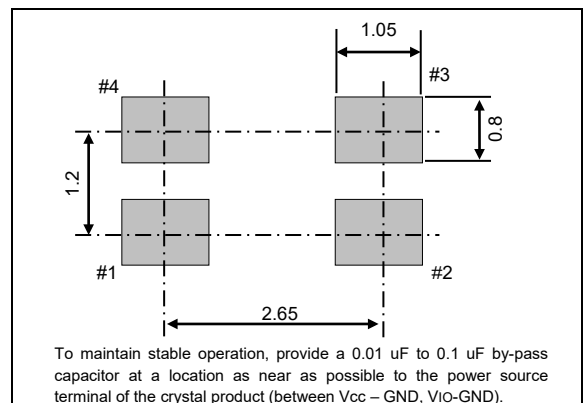 1.05
#4
#3
0.8
1.2
#1
#2
2.65
To maintain stable operation, provide a 0.01 uF to 0.1 uF by-pass
capacitor at a location as near as possible to the power source
terminal of the crystal product (between Vcc – GND, VIO-GND).